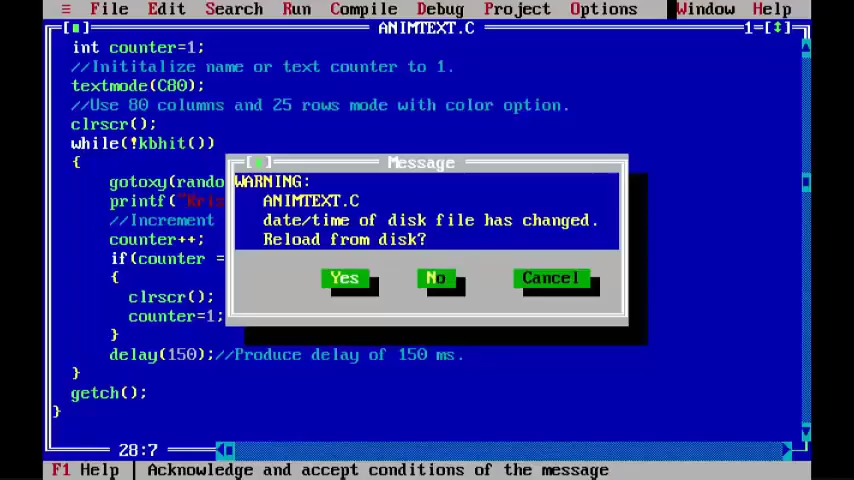 ≡ File Edit Search Run Compile Debug Project Options Window Help
ANIMTEXT.C 1=[↕]
int counter=1;
//Inititalize name or text counter to 1.
textmode(C80);
//Use 80 columns and 25 rows mode with color option.
clrscr();
while(!kbhit())
{
gotoxy(rando
printf("Kris
//Increment
counter++;
if(counter =
{
clrscr();
counter=1;
}
delay(150);//Produce delay of 150 ms.
}
getch();
}
Message
WARNING:
ANIMTEXT.C
date/time of disk file has changed.
Reload from disk?
Yes No Cancel
28:7
F1 Help Acknowledge and accept conditions of the message